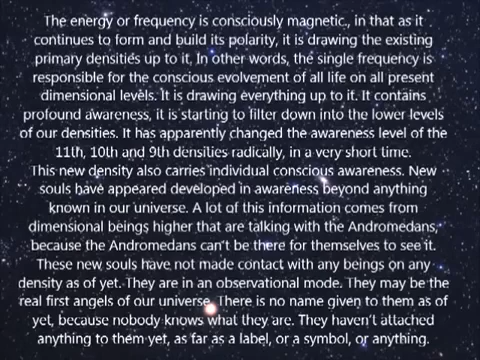 The energy or frequency is consciously magnetic., in that as it
continues to form and build its polarity, it is drawing the existing
primary densities up to it. In other words, the single frequency is
responsible for the conscious evolvement of all life on all present
dimensional levels. It is drawing everything up to it. It contains
profound awareness, it is starting to filter down into the lower levels
of our densities. It has apparently changed the awareness level of the
11th, 10th and 9th densities radically, in a very short time.
This new density also carries individual conscious awareness. New
souls have appeared developed in awareness beyond anything
known in our universe. A lot of this information comes from
dimensional beings higher that are talking with the Andromedans,
because the Andromedans can't be there for themselves to see it.
These new souls have not made contact with any beings on any
density as of yet. They are in an observational mode. They may be the
real first angels of our universe. There is no name given to them as of
yet, because nobody knows what they are. They haven't attached
anything to them yet, as far as a label, or a symbol, or anything.